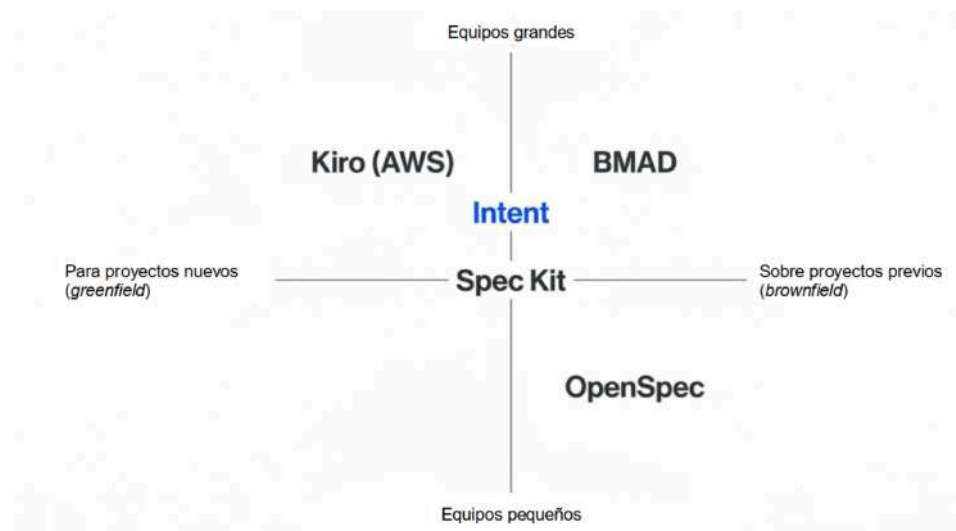 Equipos grandes
Kiro (AWS)
BMAD
Intent
Para proyectos nuevos
(greenfield)
Spec Kit
Sobre proyectos previos
(brownfield)
OpenSpec
Equipos pequeños